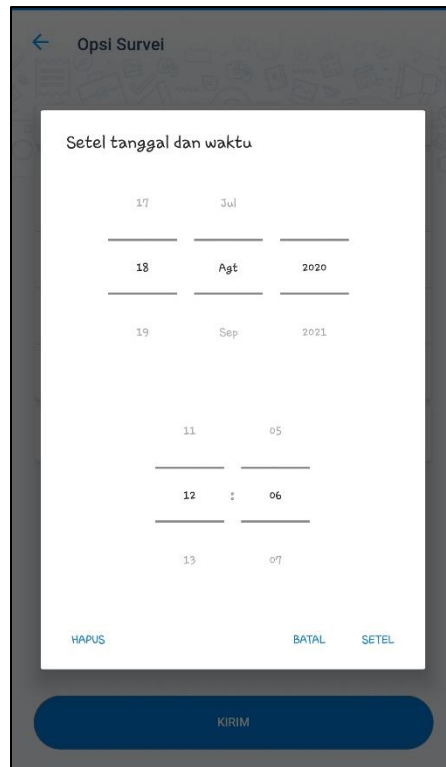 Opsi Survei
Setel tanggal dan waktu
17 Jul
18 Agt 2020
19 Sep 2021
11 05
12 : 06
13 07
HAPUS BATAL SETEL
KIRIM